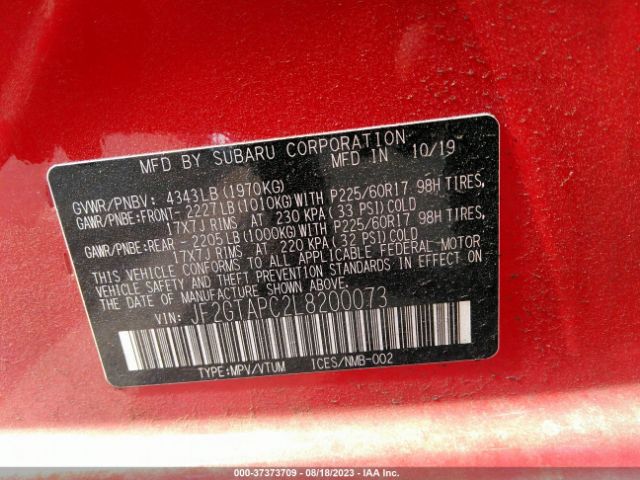 MFD BY SUBARU CORPORATION
MFD IN 10/19
GVWR/PNBV: 4343LB (1970KG)
GAWR/PNBE:FRONT- 2227LB(1010KG)WITH P225/60R17 98H TIRES,
17X7J RIMS AT 230 KPA (33 PSI)COLD
GAWR/PNBE:REAR - 2205LB(1000KG)WITH P225/60R17 98H TIRES,
17X7J RIMS AT 220 KPA(32 PSI)COLD
THIS VEHICLE CONFORMS TO ALL APPLICABLE FEDERAL MOTOR
VEHICLE SAFETY AND THEFT PREVENTION STANDARDS IN EFFECT ON THE
DATE OF MANUFACTURE SHOWN ABOVE.
VIN: JF2GTAPC2L8200073
TYPE:MPV/VTUM ICES/NMB-002
000-37373709 - 08/18/2023 - IAAI.CA